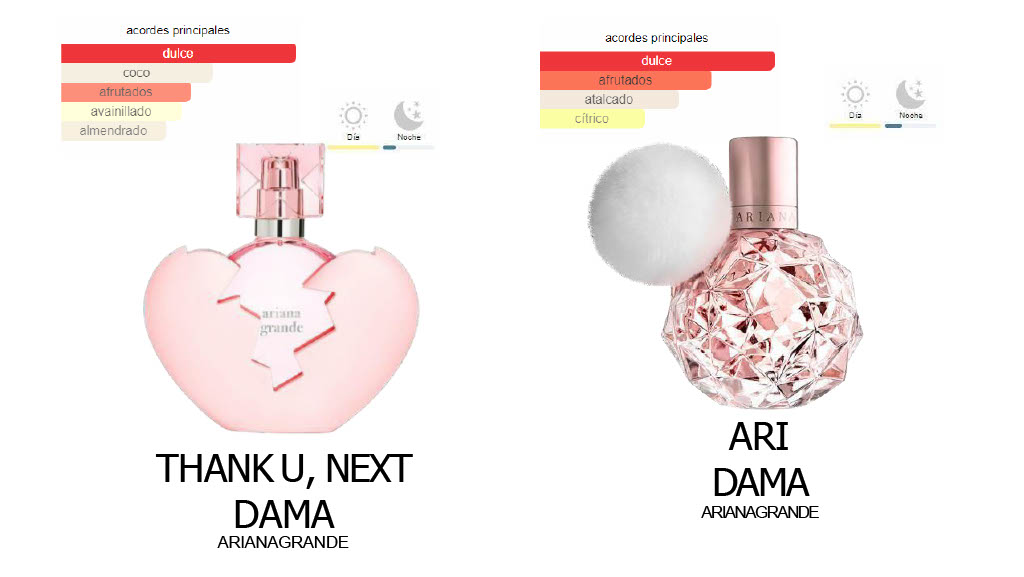 acordes principales
dulce
coco
afrutados
avainillado
almendrado
Día
Noche
ariana
grande
THANK U, NEXT
DAMA
ARIANAGRANDE
acordes principales
dulce
afrutados
atalcado
cítrico
Día
Noche
ARIANA
ARI
DAMA
ARIANAGRANDE